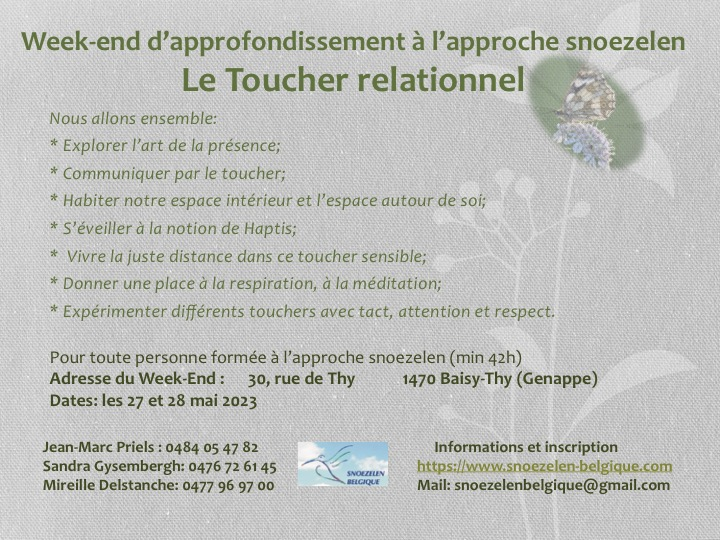 Week-end d’approfondissement à l’approche snoezelen
Le Toucher relationnel
Nous allons ensemble:
* Explorer l’art de la présence;
* Communiquer par le toucher;
* Habiter notre espace intérieur et l’espace autour de soi;
* S’éveiller à la notion de Haptis;
*  Vivre la juste distance dans ce toucher sensible;
* Donner une place à la respiration, à la méditation;
* Expérimenter différents touchers avec tact, attention et respect.
Pour toute personne formée à l’approche snoezelen (min 42h)
Adresse du Week-End : 30, rue de Thy 1470 Baisy-Thy (Genappe)
Dates: les 27 et 28 mai 2023
Jean-Marc Priels : 0484 05 47 82
Sandra Gysembergh: 0476 72 61 45
Mireille Delstanche: 0477 96 97 00
SNOEZELEN
BELGIQUE
Informations et inscription
https://www.snoezelen-belgique.com
Mail: snoezelenbelgique@gmail.com